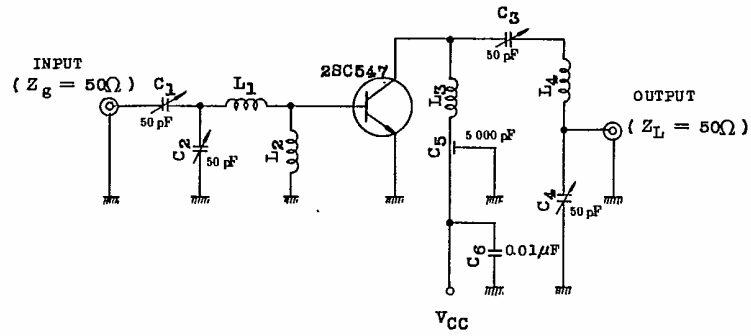 INPUT
( Zg = 50Ω )
C1
50 pF
C2
50 pF
L1
L2
2SC547
C3
50 pF
L3
C5
5 000 pF
C6
0.01μF
VCC
L4
C4
50 pF
OUTPUT
( ZL = 50Ω )